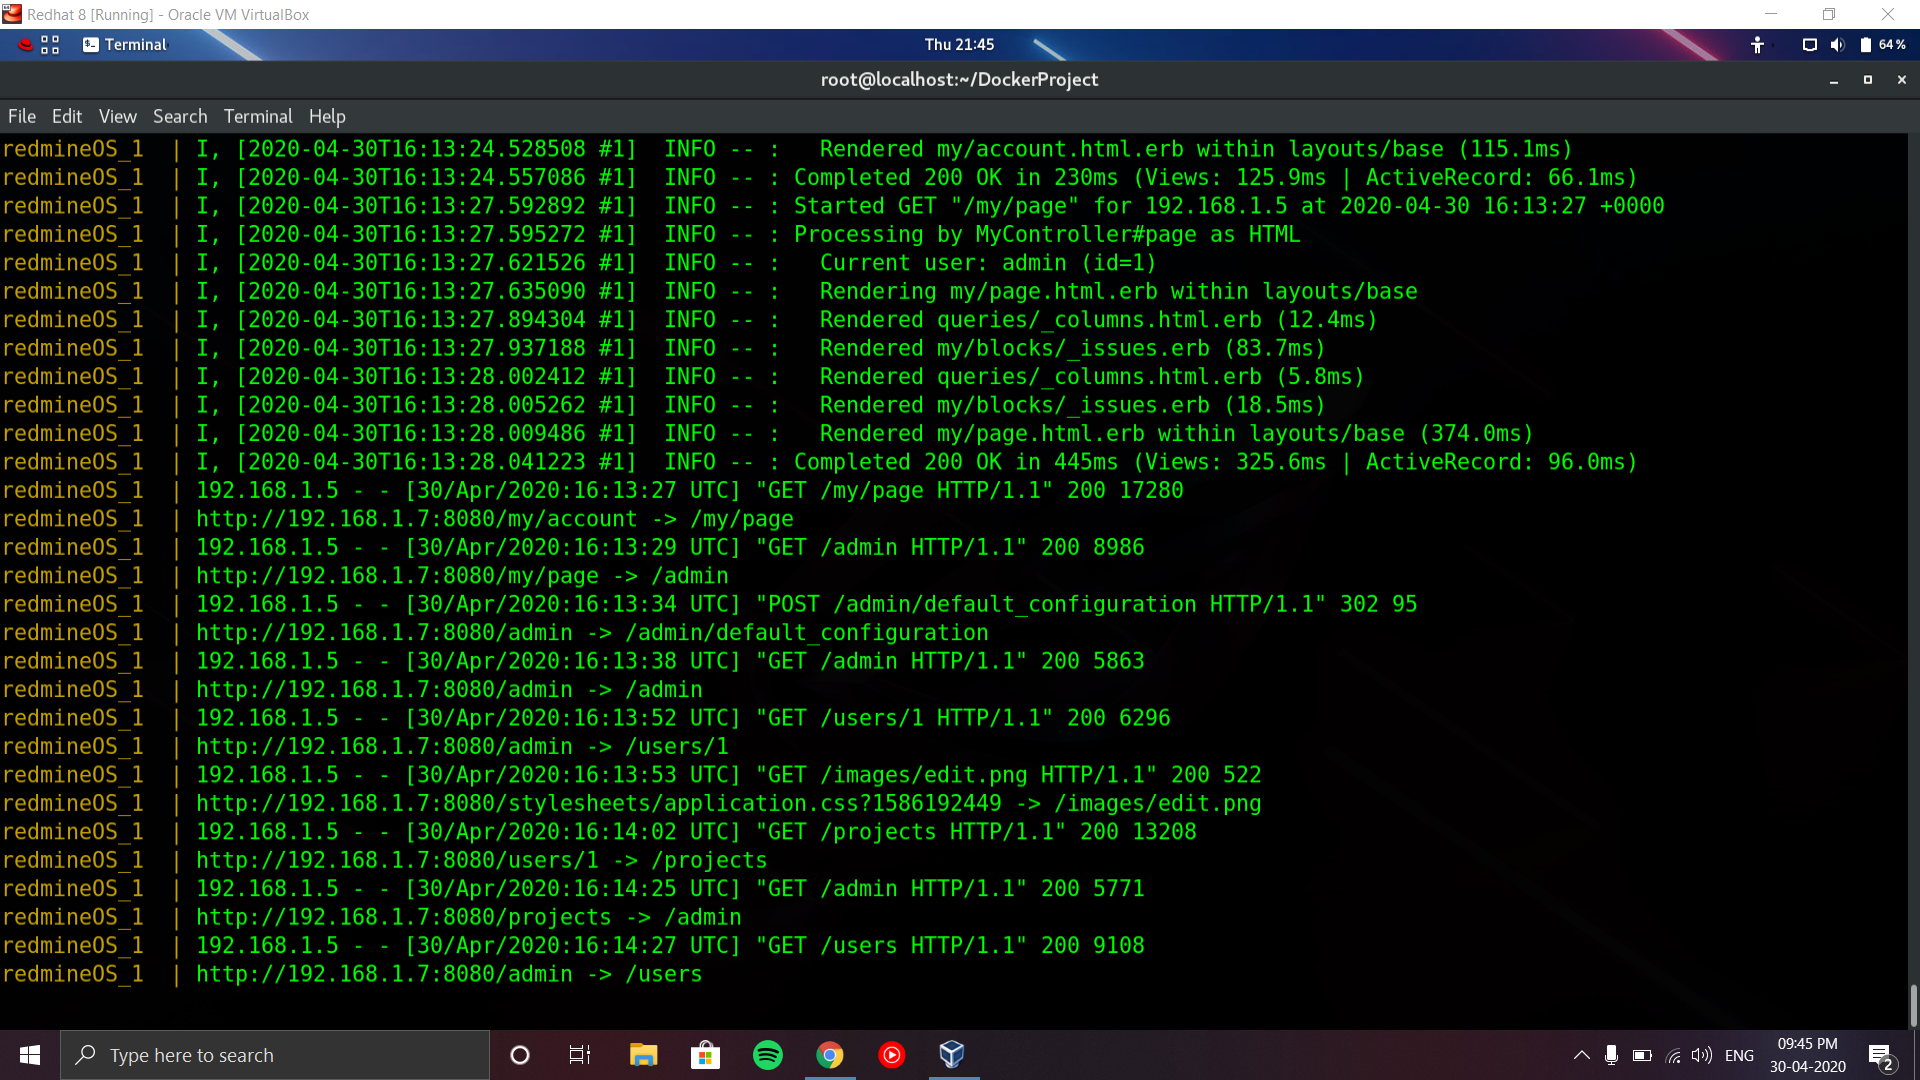 Redhat 8 [Running] - Oracle VM VirtualBox
Terminal
Thu 21:45
64%
root@localhost:~/DockerProject
File Edit View Search Terminal Help
redmineOS_1  | I, [2020-04-30T16:13:24.528508 #1]  INFO -- :   Rendered my/account.html.erb within layouts/base (115.1ms)
redmineOS_1  | I, [2020-04-30T16:13:24.557086 #1]  INFO -- : Completed 200 OK in 230ms (Views: 125.9ms | ActiveRecord: 66.1ms)
redmineOS_1  | I, [2020-04-30T16:13:27.592892 #1]  INFO -- : Started GET "/my/page" for 192.168.1.5 at 2020-04-30 16:13:27 +0000
redmineOS_1  | I, [2020-04-30T16:13:27.595272 #1]  INFO -- : Processing by MyController#page as HTML
redmineOS_1  | I, [2020-04-30T16:13:27.621526 #1]  INFO -- :   Current user: admin (id=1)
redmineOS_1  | I, [2020-04-30T16:13:27.635090 #1]  INFO -- :   Rendering my/page.html.erb within layouts/base
redmineOS_1  | I, [2020-04-30T16:13:27.894304 #1]  INFO -- :   Rendered queries/_columns.html.erb (12.4ms)
redmineOS_1  | I, [2020-04-30T16:13:27.937188 #1]  INFO -- :   Rendered my/blocks/_issues.erb (83.7ms)
redmineOS_1  | I, [2020-04-30T16:13:28.002412 #1]  INFO -- :   Rendered queries/_columns.html.erb (5.8ms)
redmineOS_1  | I, [2020-04-30T16:13:28.005262 #1]  INFO -- :   Rendered my/blocks/_issues.erb (18.5ms)
redmineOS_1  | I, [2020-04-30T16:13:28.009486 #1]  INFO -- :   Rendered my/page.html.erb within layouts/base (374.0ms)
redmineOS_1  | I, [2020-04-30T16:13:28.041223 #1]  INFO -- : Completed 200 OK in 445ms (Views: 325.6ms | ActiveRecord: 96.0ms)
redmineOS_1  | 192.168.1.5 - - [30/Apr/2020:16:13:27 UTC] "GET /my/page HTTP/1.1" 200 17280
redmineOS_1  | http://192.168.1.7:8080/my/account -> /my/page
redmineOS_1  | 192.168.1.5 - - [30/Apr/2020:16:13:29 UTC] "GET /admin HTTP/1.1" 200 8986
redmineOS_1  | http://192.168.1.7:8080/my/page -> /admin
redmineOS_1  | 192.168.1.5 - - [30/Apr/2020:16:13:34 UTC] "POST /admin/default_configuration HTTP/1.1" 302 95
redmineOS_1  | http://192.168.1.7:8080/admin -> /admin/default_configuration
redmineOS_1  | 192.168.1.5 - - [30/Apr/2020:16:13:38 UTC] "GET /admin HTTP/1.1" 200 5863
redmineOS_1  | http://192.168.1.7:8080/admin -> /admin
redmineOS_1  | 192.168.1.5 - - [30/Apr/2020:16:13:52 UTC] "GET /users/1 HTTP/1.1" 200 6296
redmineOS_1  | http://192.168.1.7:8080/admin -> /users/1
redmineOS_1  | 192.168.1.5 - - [30/Apr/2020:16:13:53 UTC] "GET /images/edit.png HTTP/1.1" 200 522
redmineOS_1  | http://192.168.1.7:8080/stylesheets/application.css?1586192449 -> /images/edit.png
redmineOS_1  | 192.168.1.5 - - [30/Apr/2020:16:14:02 UTC] "GET /projects HTTP/1.1" 200 13208
redmineOS_1  | http://192.168.1.7:8080/users/1 -> /projects
redmineOS_1  | 192.168.1.5 - - [30/Apr/2020:16:14:25 UTC] "GET /admin HTTP/1.1" 200 5771
redmineOS_1  | http://192.168.1.7:8080/projects -> /admin
redmineOS_1  | 192.168.1.5 - - [30/Apr/2020:16:14:27 UTC] "GET /users HTTP/1.1" 200 9108
redmineOS_1  | http://192.168.1.7:8080/admin -> /users
Type here to search
ENG
09:45 PM
30-04-2020
2